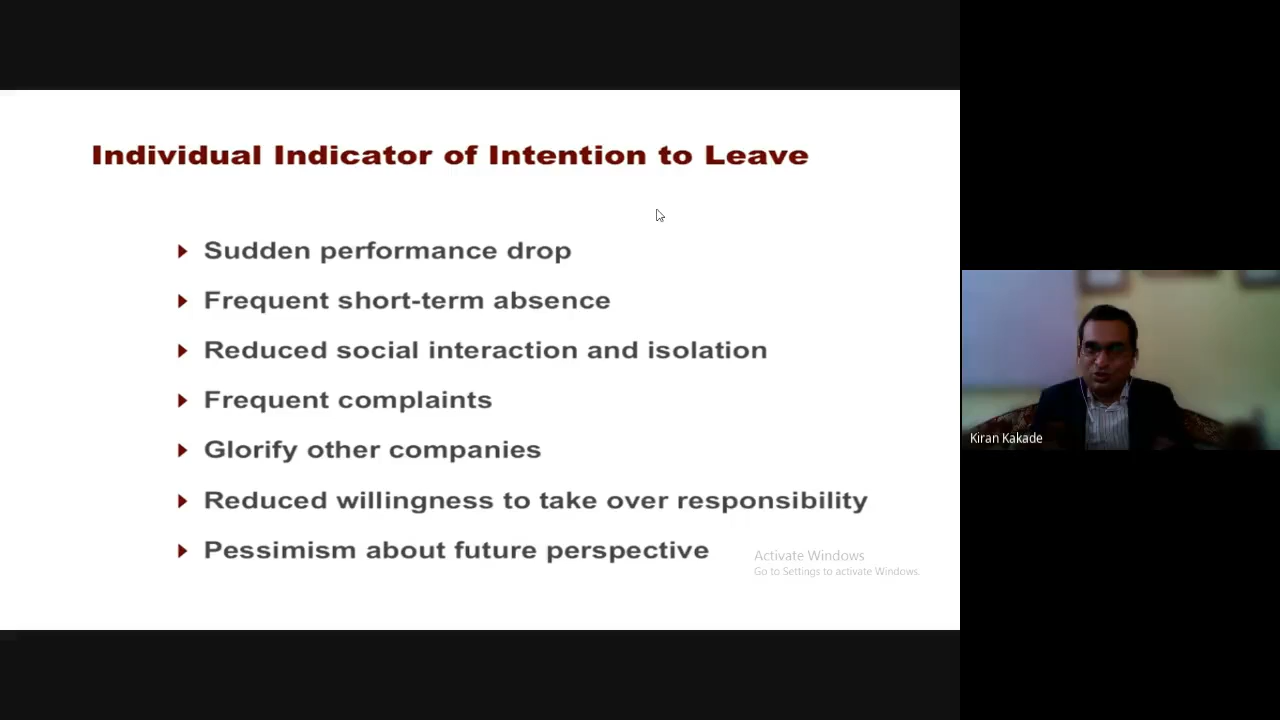 Individual Indicator of Intention to Leave
Sudden performance drop
Frequent short-term absence
Reduced social interaction and isolation
Frequent complaints
Glorify other companies
Reduced willingness to take over responsibility
Pessimism about future perspective
Activate Windows
Go to Settings to activate Windows.
Kiran Kakade